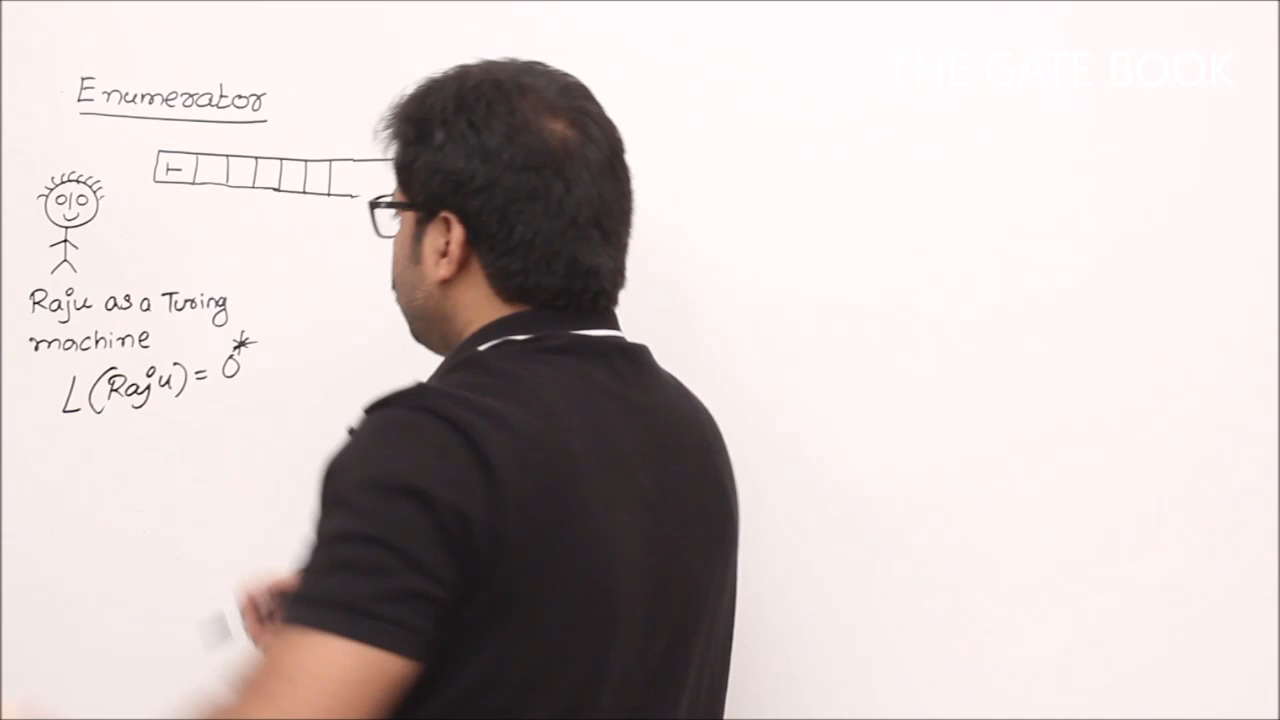 THE GATE BOOK
Enumerator
⊢
Raju as a Turing
machine
L(Raju) = 0*